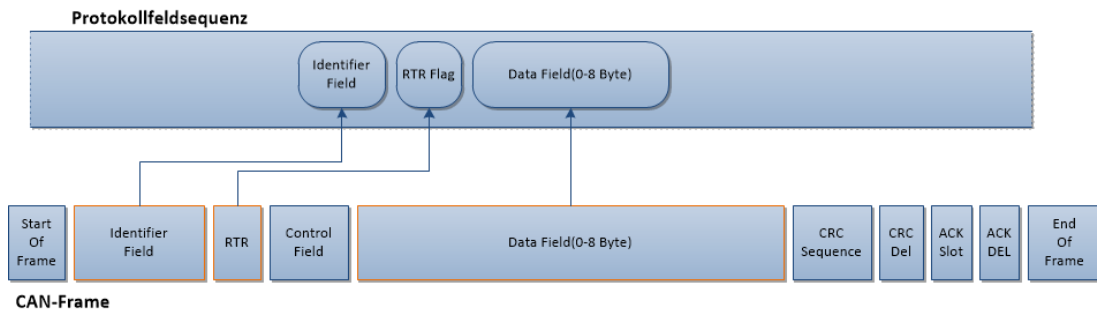 Protokollfeldsequenz
Identifier
Field
RTR Flag
Data Field(0-8 Byte)
Start
Of
Frame
Identifier
Field
RTR
Control
Field
Data Field(0-8 Byte)
CRC
Sequence
CRC
Del
ACK
Slot
ACK
DEL
End
Of
Frame
CAN-Frame